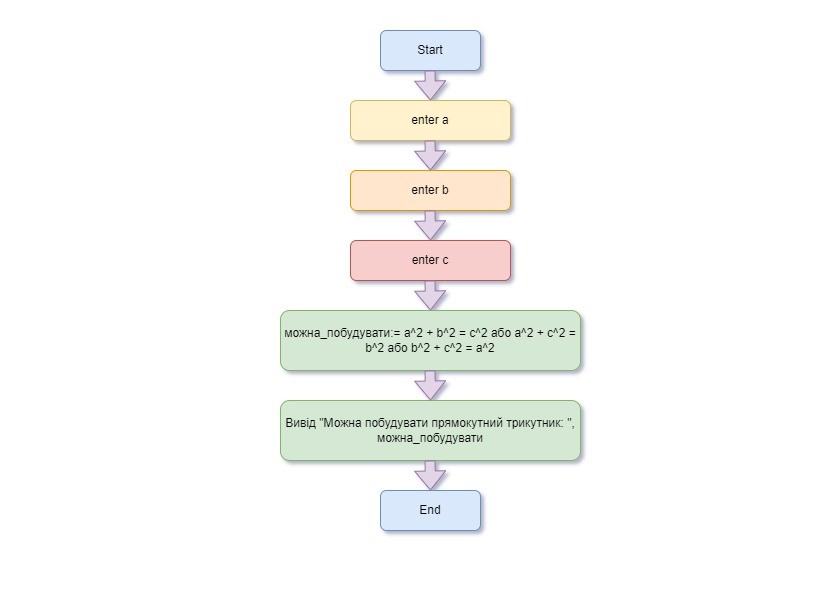 Start
enter a
enter b
enter c
можна_побудувати:= a^2 + b^2 = c^2 або a^2 + c^2 =
b^2 або b^2 + c^2 = a^2
Вивід "Можна побудувати прямокутний трикутник: ",
можна_побудувати
End